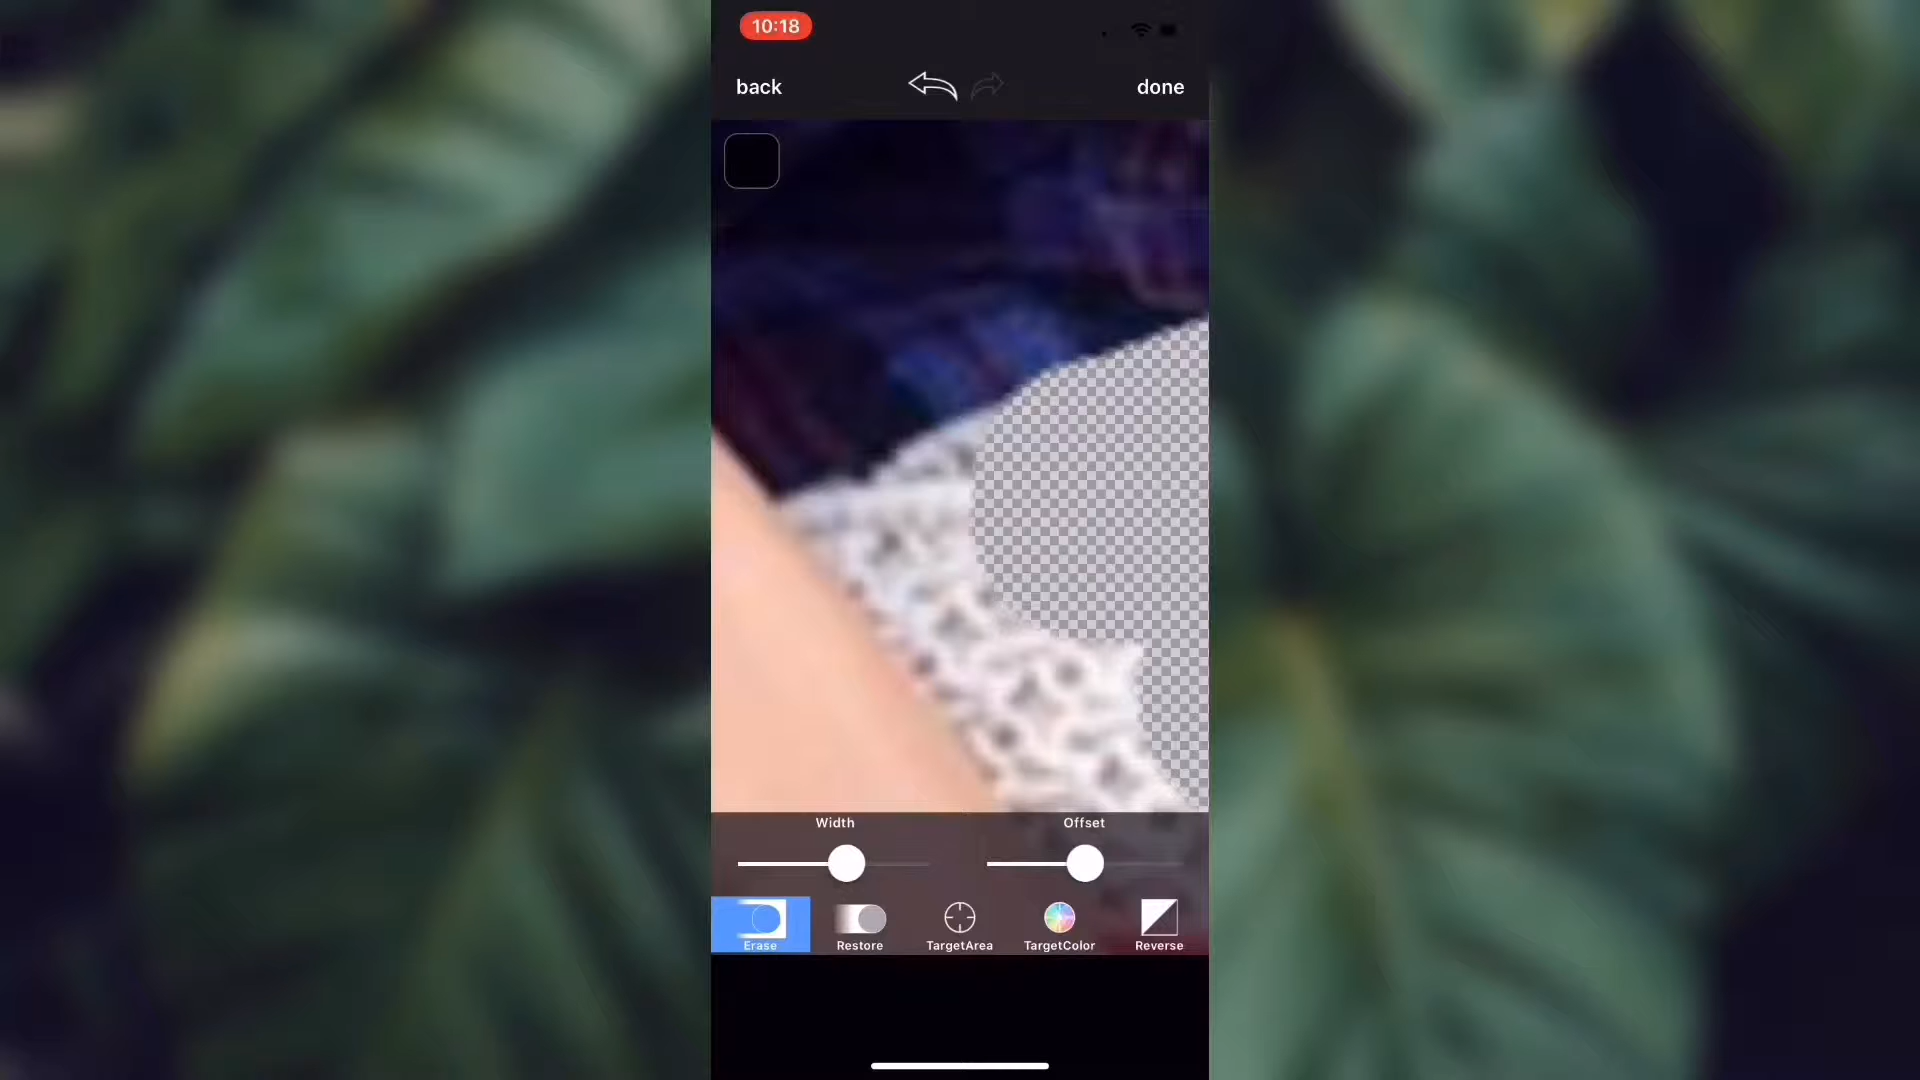 10:18
back
done
Width
Offset
Erase
Restore
TargetArea
TargetColor
Reverse